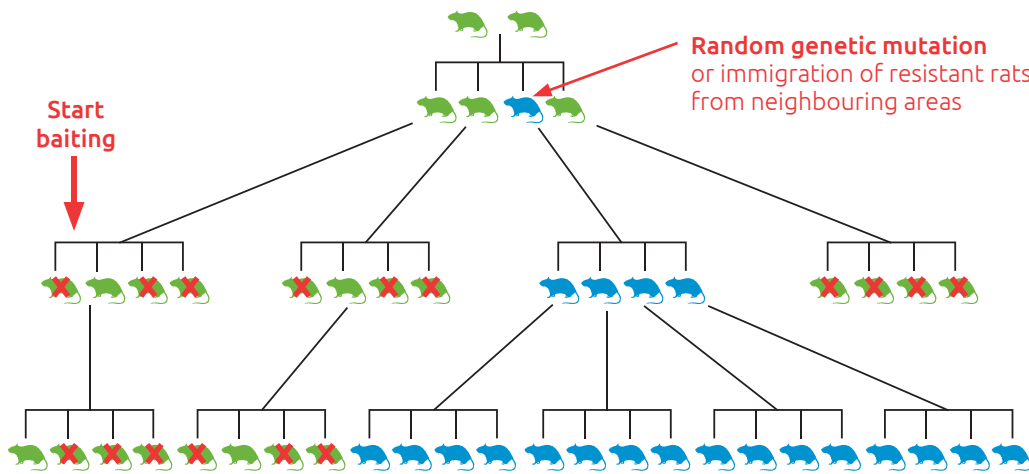 Random genetic mutation
or immigration of resistant rats
from neighbouring areas
Start
baiting